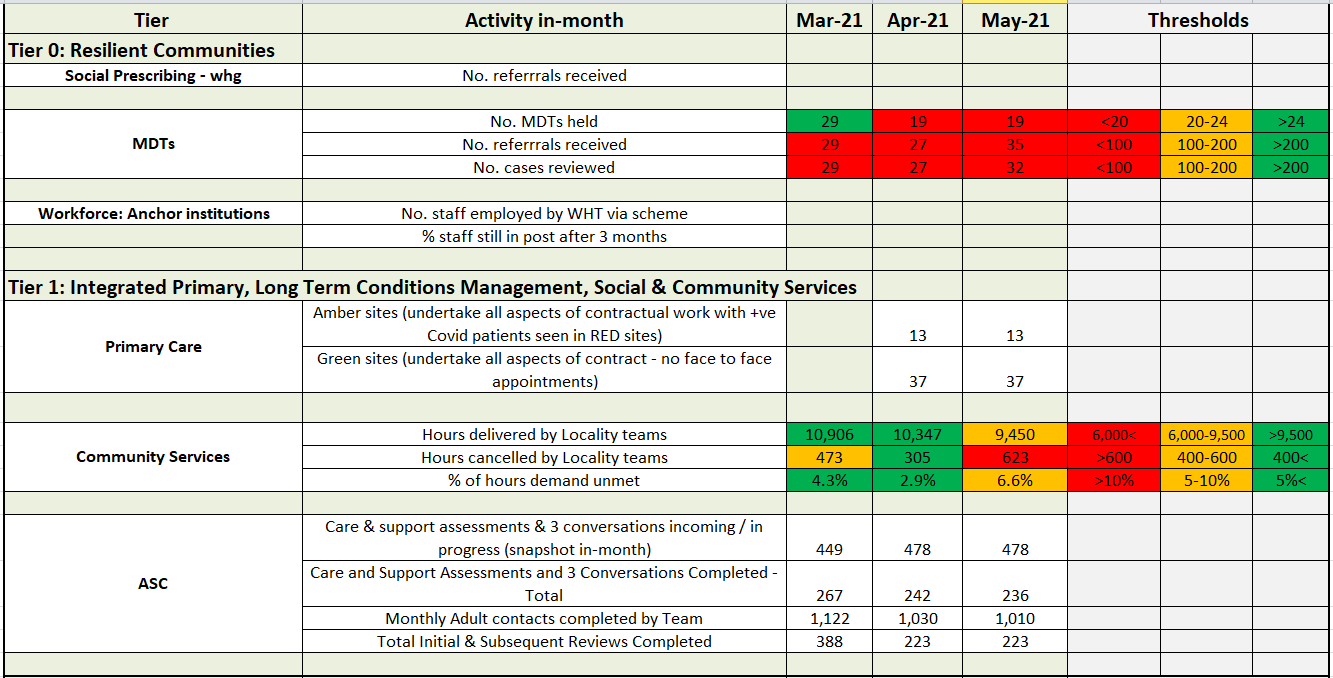 Tier Activity in-month Mar-21 Apr-21 May-21 Thresholds
Tier 0: Resilient Communities
Social Prescribing - whg No. referrrals received
No. MDTs held 29 19 19 <20 20-24 >24
MDTs No. referrrals received 29 27 35 <100 100-200 >200
No. cases reviewed 29 27 32 <100 100-200 >200
Workforce: Anchor institutions No. staff employed by WHT via scheme
% staff still in post after 3 months
Tier 1: Integrated Primary, Long Term Conditions Management, Social & Community Services
Primary Care
Amber sites (undertake all aspects of contractual work with +ve
Covid patients seen in RED sites) 13 13
Green sites (undertake all aspects of contract - no face to face
appointments) 37 37
Hours delivered by Locality teams 10,906 10,347 9,450 6,000< 6,000-9,500 >9,500
Community Services Hours cancelled by Locality teams 473 305 623 >600 400-600 400<
% of hours demand unmet 4.3% 2.9% 6.6% >10% 5-10% 5%<
ASC
Care & support assessments & 3 conversations incoming / in
progress (snapshot in-month) 449 478 478
Care and Support Assessments and 3 Conversations Completed -
Total 267 242 236
Monthly Adult contacts completed by Team 1,122 1,030 1,010
Total Initial & Subsequent Reviews Completed 388 223 223